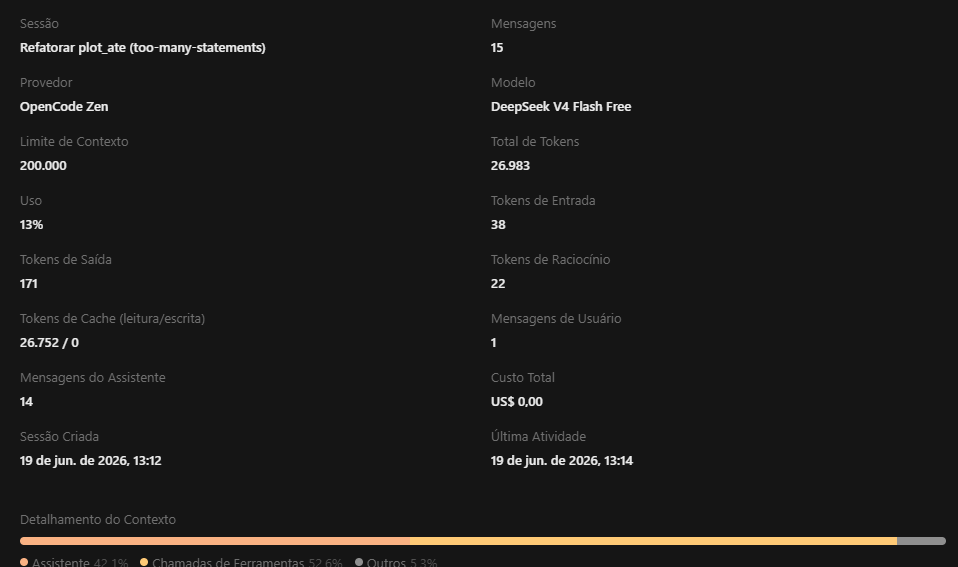 Sessão
Mensagens
Refatorar plot_ate (too-many-statements)
15
Provedor
Modelo
OpenCode Zen
DeepSeek V4 Flash Free
Limite de Contexto
Total de Tokens
200.000
26.983
Uso
Tokens de Entrada
13%
38
Tokens de Saída
Tokens de Raciocínio
171
22
Tokens de Cache (leitura/escrita)
Mensagens de Usuário
26.752 / 0
1
Mensagens do Assistente
Custo Total
14
US$ 0,00
Sessão Criada
Última Atividade
19 de jun. de 2026, 13:12
19 de jun. de 2026, 13:14
Detalhamento do Contexto
Assistente 42.1% Chamadas de Ferramentas 52.6% Outros 5.3%